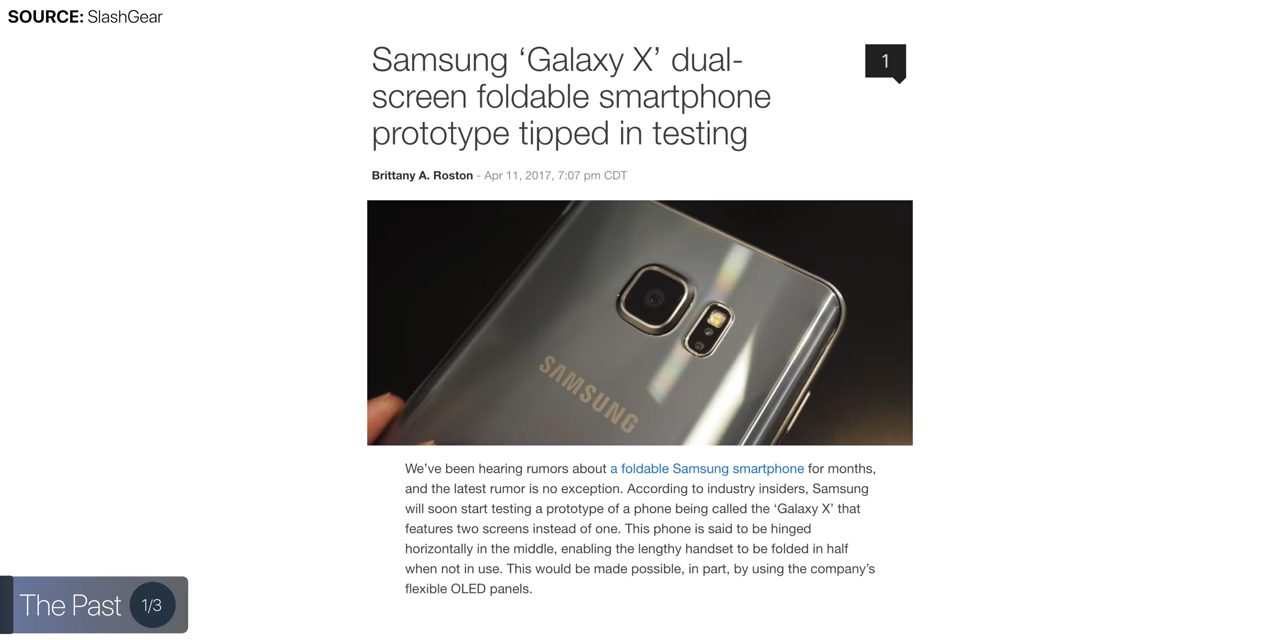 SOURCE: SlashGear
Samsung ‘Galaxy X’ dual-
screen foldable smartphone
prototype tipped in testing
1
Brittany A. Roston - Apr 11, 2017, 7:07 pm CDT
SAMSUNG
We’ve been hearing rumors about a foldable Samsung smartphone for months,
and the latest rumor is no exception. According to industry insiders, Samsung
will soon start testing a prototype of a phone being called the ‘Galaxy X’ that
features two screens instead of one. This phone is said to be hinged
horizontally in the middle, enabling the lengthy handset to be folded in half
when not in use. This would be made possible, in part, by using the company’s
flexible OLED panels.
The Past 1/3